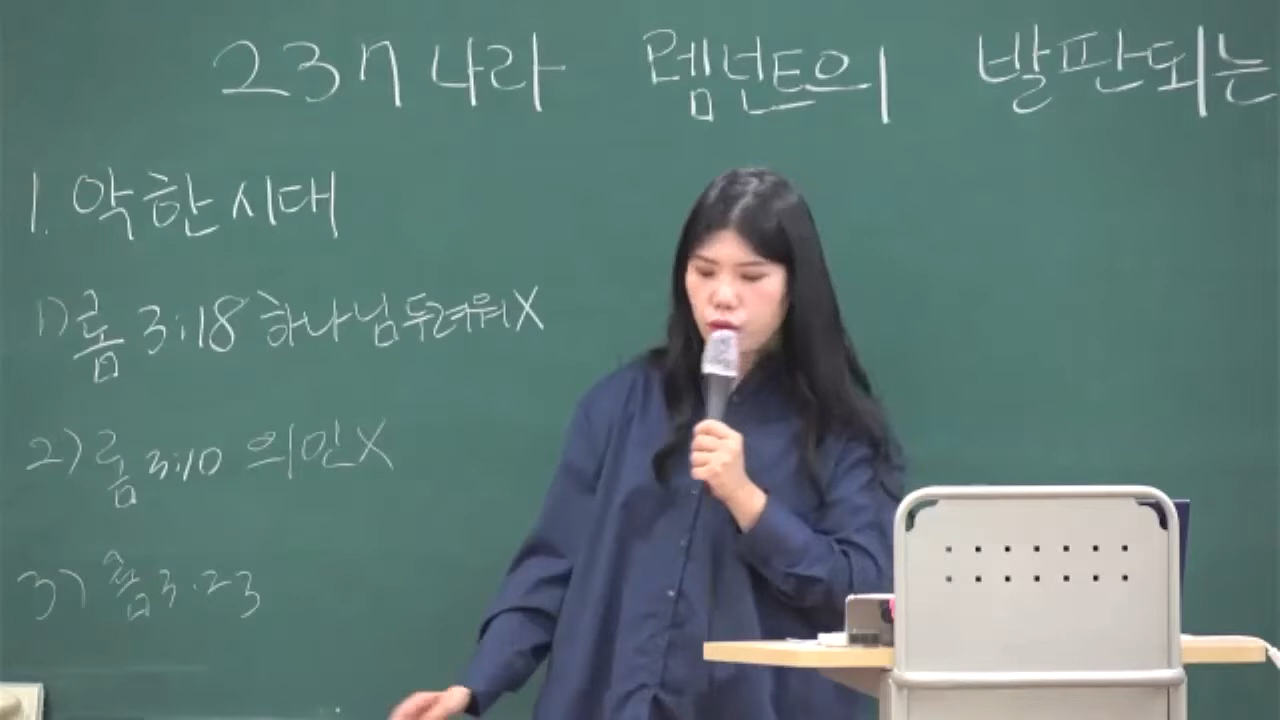 237나라 렘넌트의 발판되는
1. 악한 시대
1) 롬 3:18 하나님 두려워X
2) 롬 3:10 의인X
3) 롬 3:23